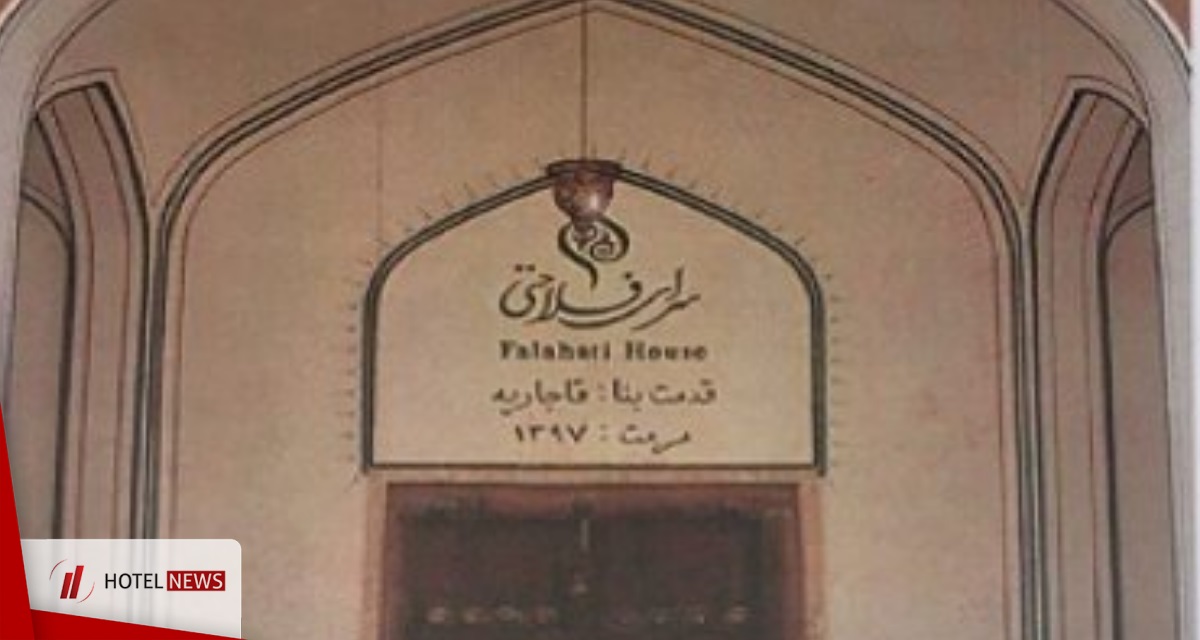 سرای فلاحتی
Falahati House
قدمت بنا : قاجاریه
مرمت : ۱۳۹۷
HOTEL NEWS